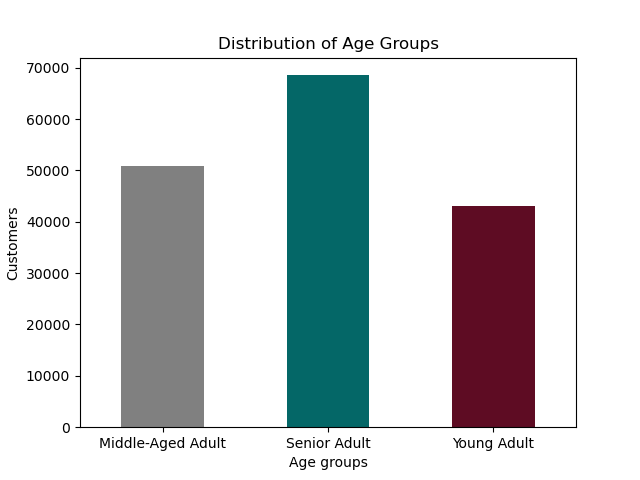 Distribution of Age Groups
70000
60000
50000
40000
30000
20000
10000
0
Customers
Middle-Aged Adult
Senior Adult
Young Adult
Age groups